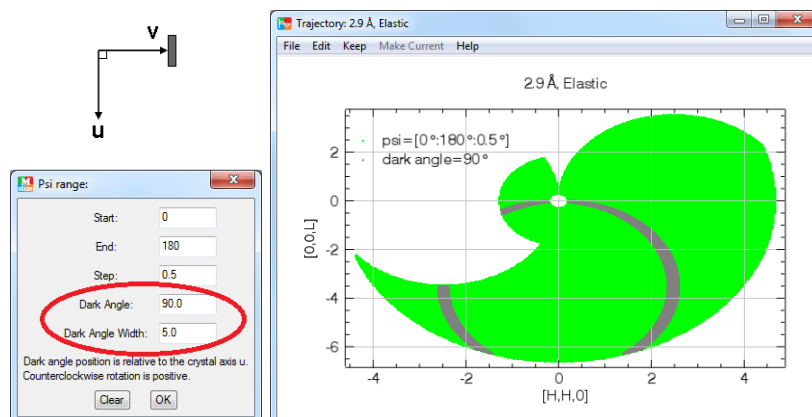 v
u
Psi range:
Start: 0
End: 180
Step: 0.5
Dark Angle: 90.0
Dark Angle Width: 5.0
Dark angle position is relative to the crystal axis u.
Counterclockwise rotation is positive.
Clear OK
Trajectory: 2.9 Å, Elastic
File Edit Keep Make Current Help
2.9 Å, Elastic
psi=[0°:180°:0.5°]
dark angle=90°
2
0
-2
-4
-6
[0,0,L]
-4 -2 0 2 4
[H,H,0]